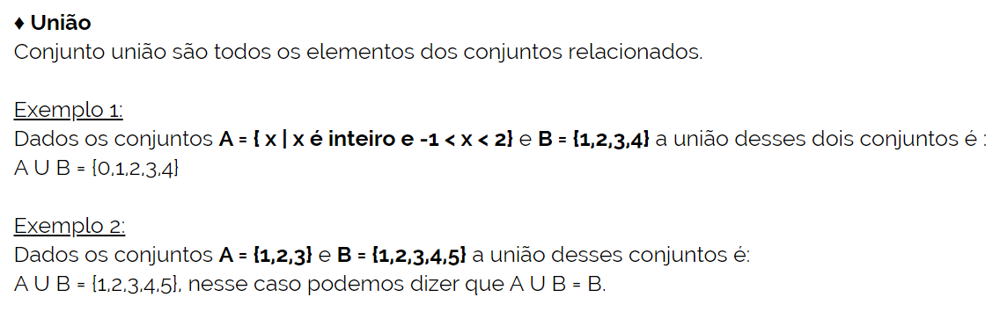 ♦ União
Conjunto união são todos os elementos dos conjuntos relacionados.
Exemplo 1:
Dados os conjuntos A = { x | x é inteiro e -1 < x < 2} e B = {1,2,3,4} a união desses dois conjuntos é :
A U B = {0,1,2,3,4}
Exemplo 2:
Dados os conjuntos A = {1,2,3} e B = {1,2,3,4,5} a união desses conjuntos é:
A U B = {1,2,3,4,5}, nesse caso podemos dizer que A U B = B.